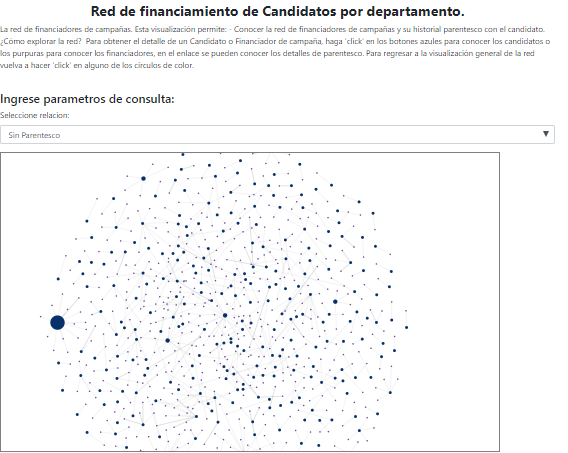 Red de financiamiento de Candidatos por departamento.
La red de financiadores de campañas. Esta visualización permite: - Conocer la red de financiadores de campañas y su historial parentesco con el candidato.
¿Cómo explorar la red? Para obtener el detalle de un Candidato o Financiador de campaña, haga 'click' en los botones azules para conocer los candidatos o
los purpuras para conocer los financiadores, en el enlace se pueden conocer los detalles de parentesco. Para regresar a la visualización general de la red
vuelva a hacer 'click' en alguno de los circulos de color.
Ingrese parametros de consulta:
Seleccione relacion:
Sin Parentesco